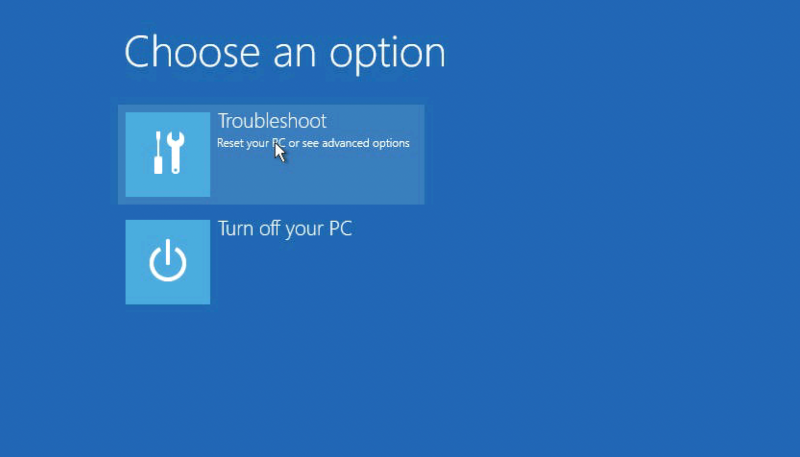 Choose an option
Troubleshoot
Reset your PC or see advanced options
Turn off your PC